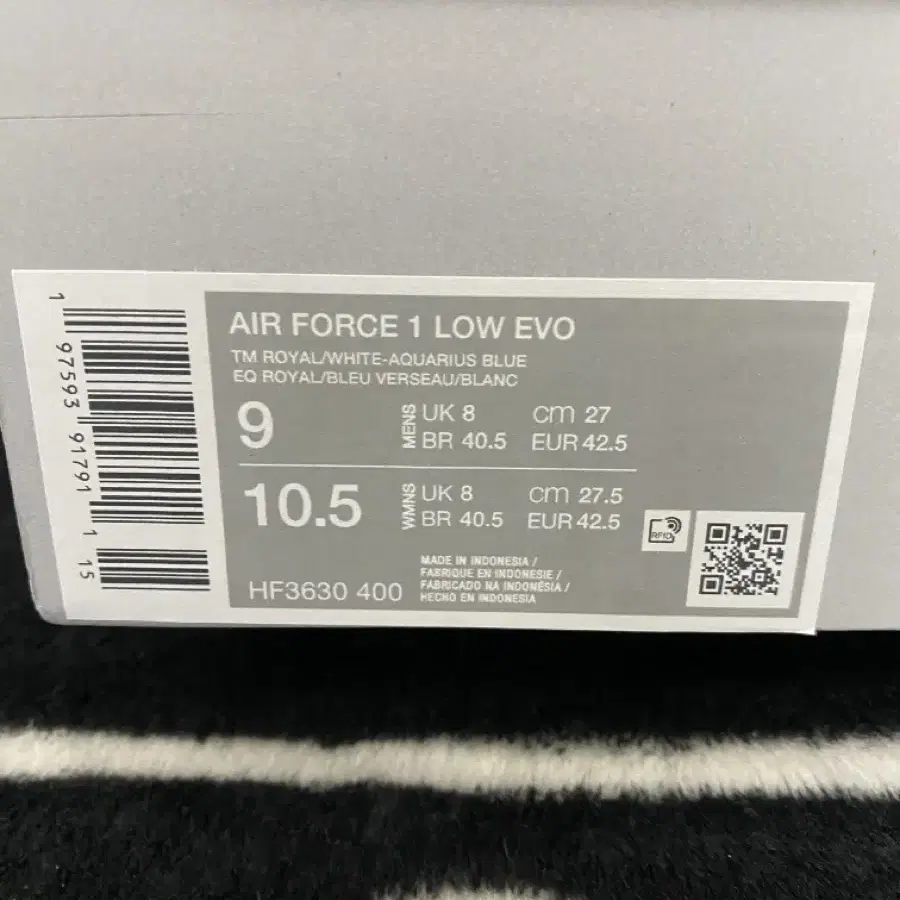 AIR FORCE 1 LOW EVO
TM ROYAL/WHITE-AQUARIUS BLUE
EQ ROYAL/BLEU VERSEAU/BLANC
9 MENS UK 8 cm 27
BR 40.5 EUR 42.5
10.5 WMNS UK 8 cm 27.5
BR 40.5 EUR 42.5
RFID
HF3630 400
MADE IN INDONESIA /
FABRIQUE EN INDONESIE /
FABRICADO NA INDONÉSIA /
HECHO EN INDONESIA
1 97593 91791 1 15